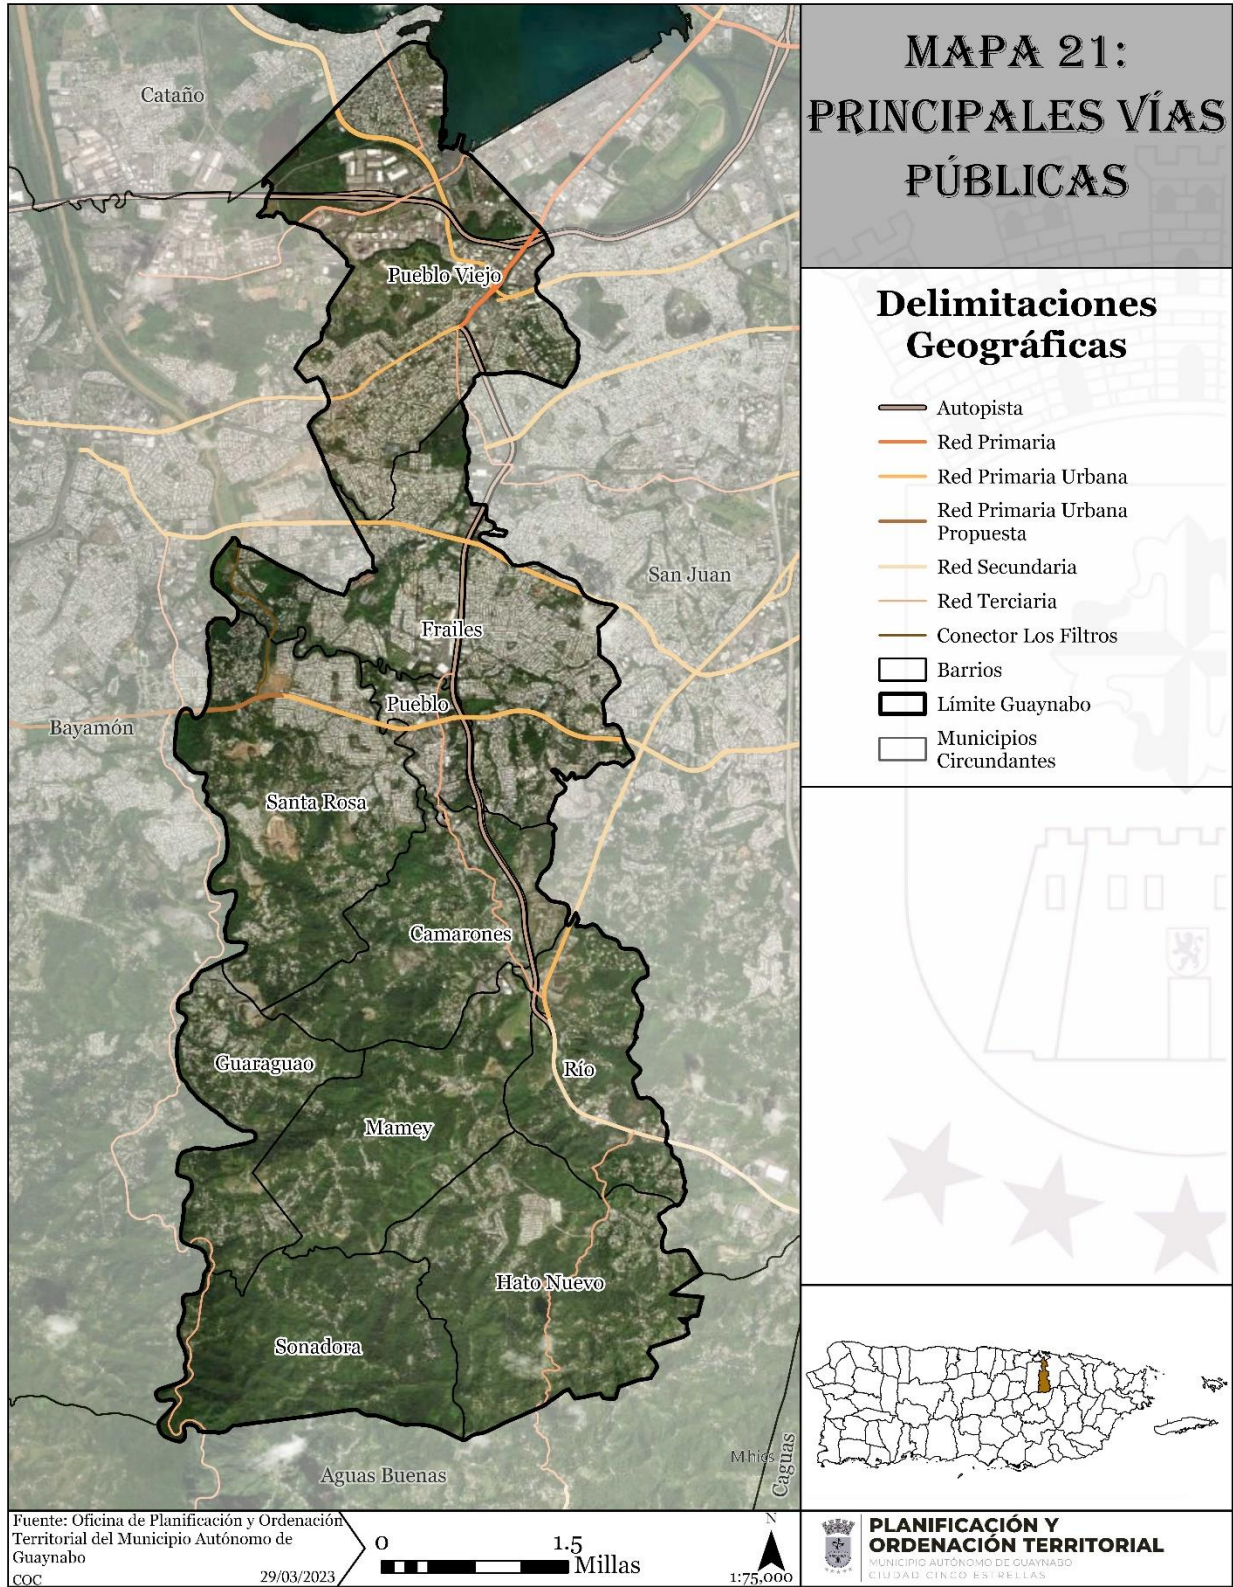 MAPA 21:
PRINCIPALES VÍAS
PÚBLICAS
Delimitaciones
Geográficas
Autopista
Red Primaria
Red Primaria Urbana
Red Primaria Urbana
Propuesta
Red Secundaria
Red Terciaria
Conector Los Filtros
Barrios
Límite Guaynabo
Municipios
Circundantes
Cataño
Pueblo Viejo
San Juan
Frailes
Pueblo
Bayamón
Santa Rosa
Camarones
Guaraguao
Río
Mamey
Hato Nuevo
Sonadora
Aguas Buenas
Caguas
Fuente: Oficina de Planificación y Ordenación
Territorial del Municipio Autónomo de
Guaynabo
COC
29/03/2023
0
1.5
Millas
N
1:75,000
PLANIFICACIÓN Y
ORDENACIÓN TERRITORIAL
MUNICIPIO AUTÓNOMO DE GUAYNABO
CIUDAD CINCO ESTRELLAS